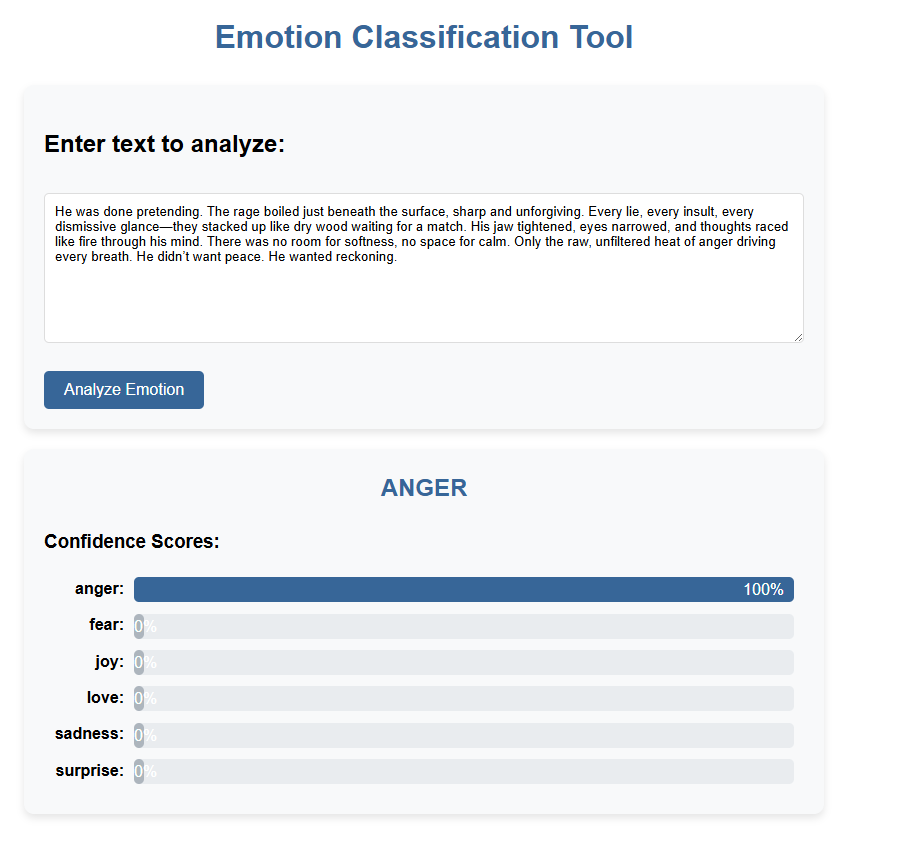 Emotion Classification Tool
Enter text to analyze:
He was done pretending. The rage boiled just beneath the surface, sharp and unforgiving. Every lie, every insult, every
dismissive glance—they stacked up like dry wood waiting for a match. His jaw tightened, eyes narrowed, and thoughts raced
like fire through his mind. There was no room for softness, no space for calm. Only the raw, unfiltered heat of anger driving
every breath. He didn’t want peace. He wanted reckoning.
Analyze Emotion
ANGER
Confidence Scores:
anger: 100%
fear: 0%
joy: 0%
love: 0%
sadness: 0%
surprise: 0%